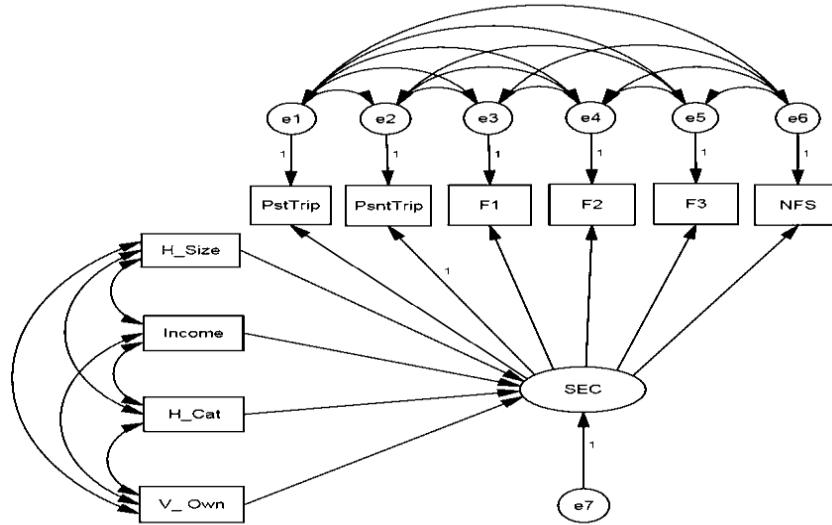 e1 e2 e3 e4 e5 e6
1 1 1 1 1 1
PstTrip PsntTrip F1 F2 F3 NFS
H_Size
1
Income
SEC
H_Cat
1
V_ Own
e7